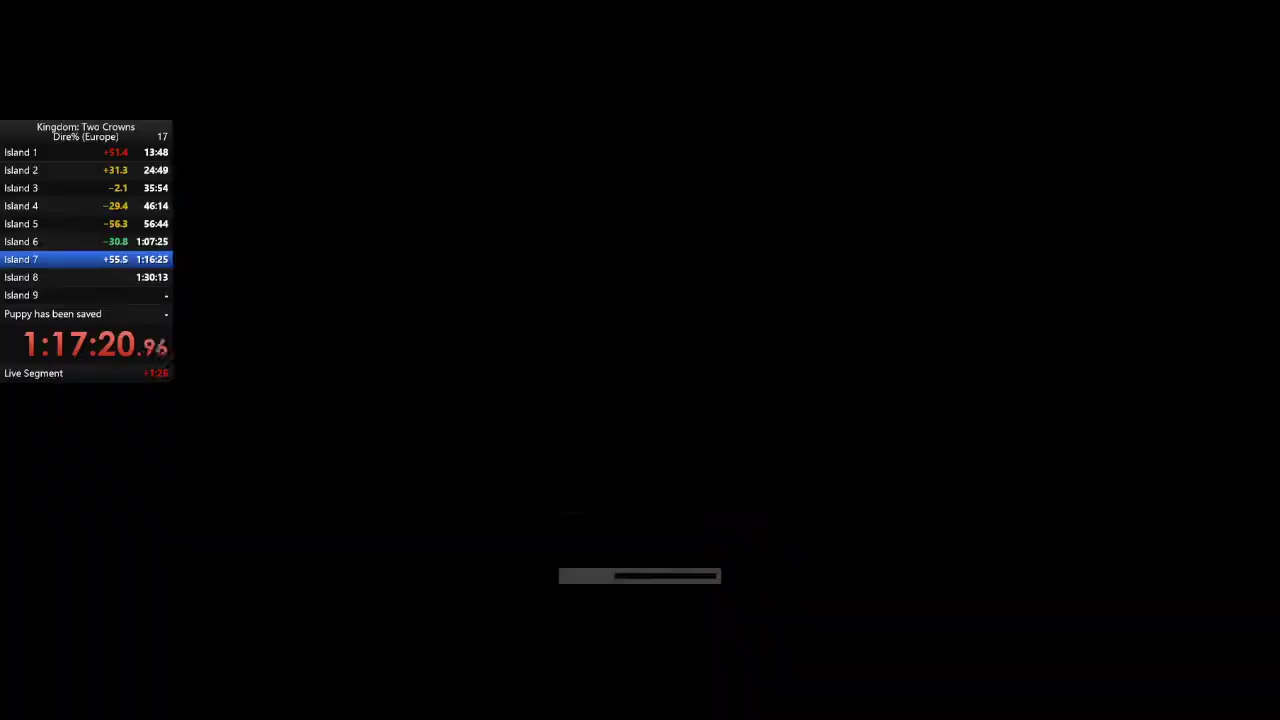 Kingdom: Two Crowns
Dire% (Europe) 17
Island 1 +51.4 13:48
Island 2 +31.3 24:49
Island 3 −2.1 35:54
Island 4 −29.4 46:14
Island 5 −56.3 56:44
Island 6 −30.8 1:07:25
Island 7 +55.5 1:16:25
Island 8 1:30:13
Island 9 -
Puppy has been saved -
1:17:20.96
Live Segment +1:26